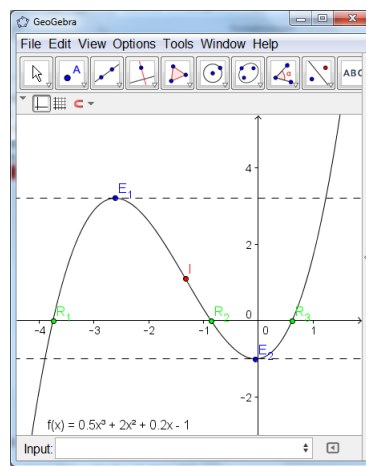 GeoGebra
File Edit View Options Tools Window Help
ABC
4
E₁
2
I
R₁ R₂ 0 R₃
-4 -3 -2 -1 0 1
E₂
-2
f(x) = 0.5x³ + 2x² + 0.2x - 1
Input: